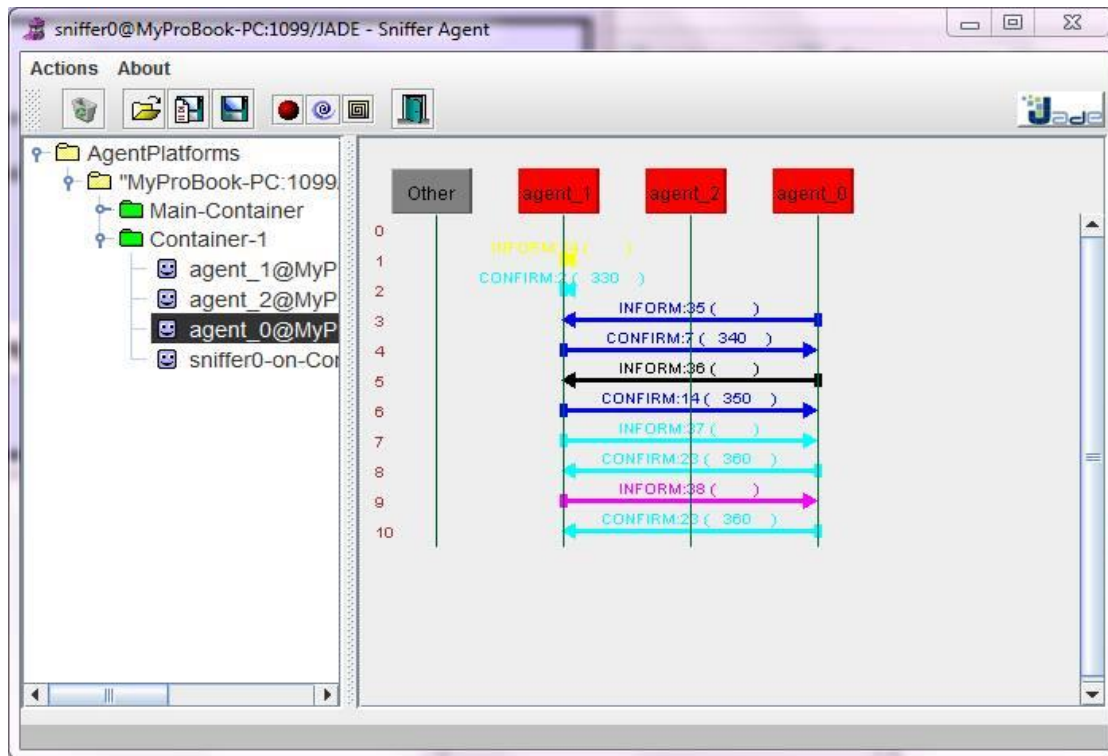 sniffer0@MyProBook-PC:1099/JADE - Sniffer Agent
Actions About
Jade
AgentPlatforms
"MyProBook-PC:1099.
Main-Container
Container-1
agent_1@MyP
agent_2@MyP
agent_0@MyP
sniffer0-on-Cor
Other agent_1 agent_2 agent_0
0
1
CONFIRM:2 ( 330 )
2
INFORM:35 ( )
3
CONFIRM:7 ( 340 )
4
INFORM:36 ( )
5
CONFIRM:14 ( 350 )
6
INFORM:37 ( )
7
CONFIRM:23 ( 360 )
8
INFORM:38 ( )
9
CONFIRM:23 ( 360 )
10